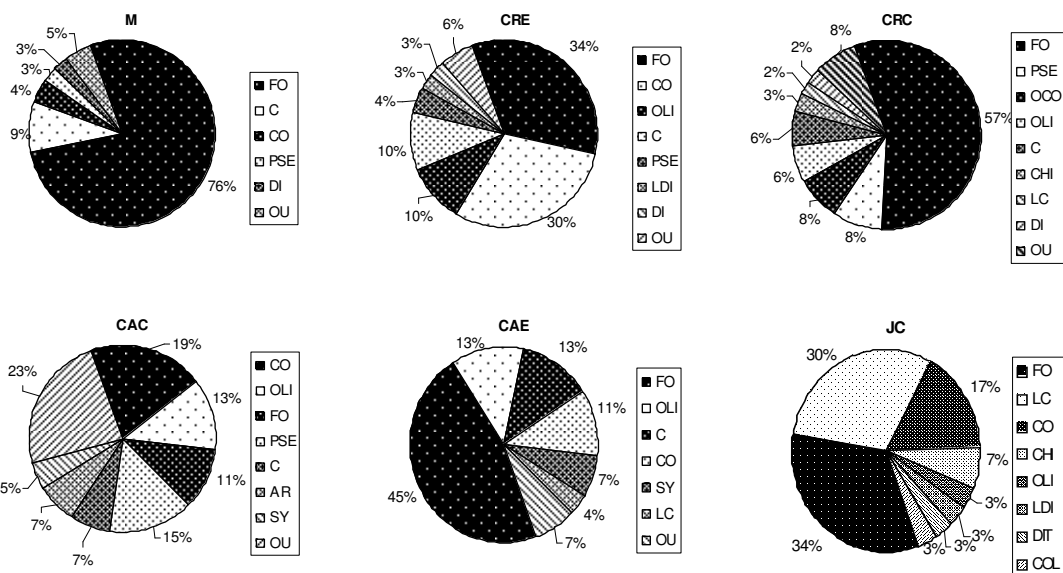 M
5%
3%
3%
4%
9%
76%
FO
C
CO
PSE
DI
OU
CRE
6%
34%
3%
3%
4%
10%
10%
30%
FO
CO
OLI
C
PSE
LDI
DI
OU
CRC
8%
2%
2%
3%
6%
6%
8%
8%
57%
FO
PSE
OCO
OLI
C
CHI
LC
DI
OU
CAC
19%
23%
13%
5%
11%
7%
15%
7%
CO
OLI
FO
PSE
C
AR
SY
OU
CAE
13%
13%
11%
45%
7%
4%
7%
FO
OLI
C
CO
SY
LC
OU
JC
30%
17%
7%
3%
34%
3%
3%
3%
FO
LC
CO
CHI
OLI
LDI
DIT
COL